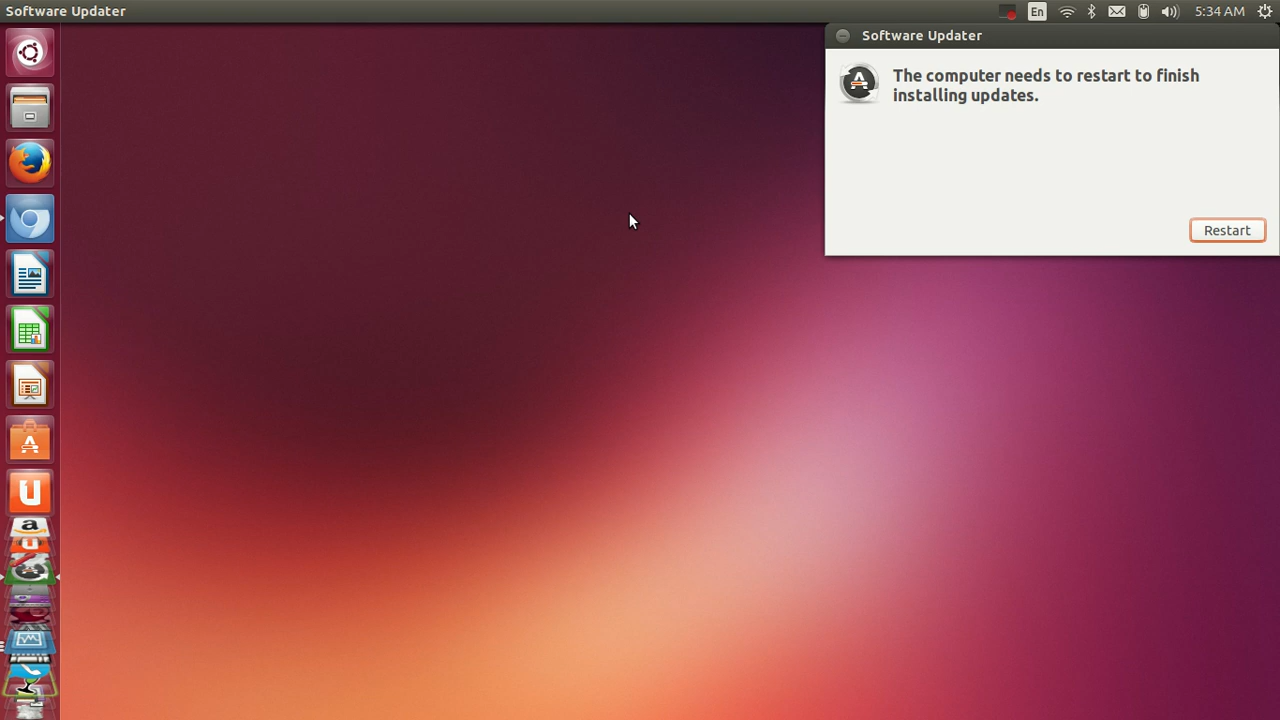 Software Updater
En
5:34 AM
Software Updater
The computer needs to restart to finish
installing updates.
Restart